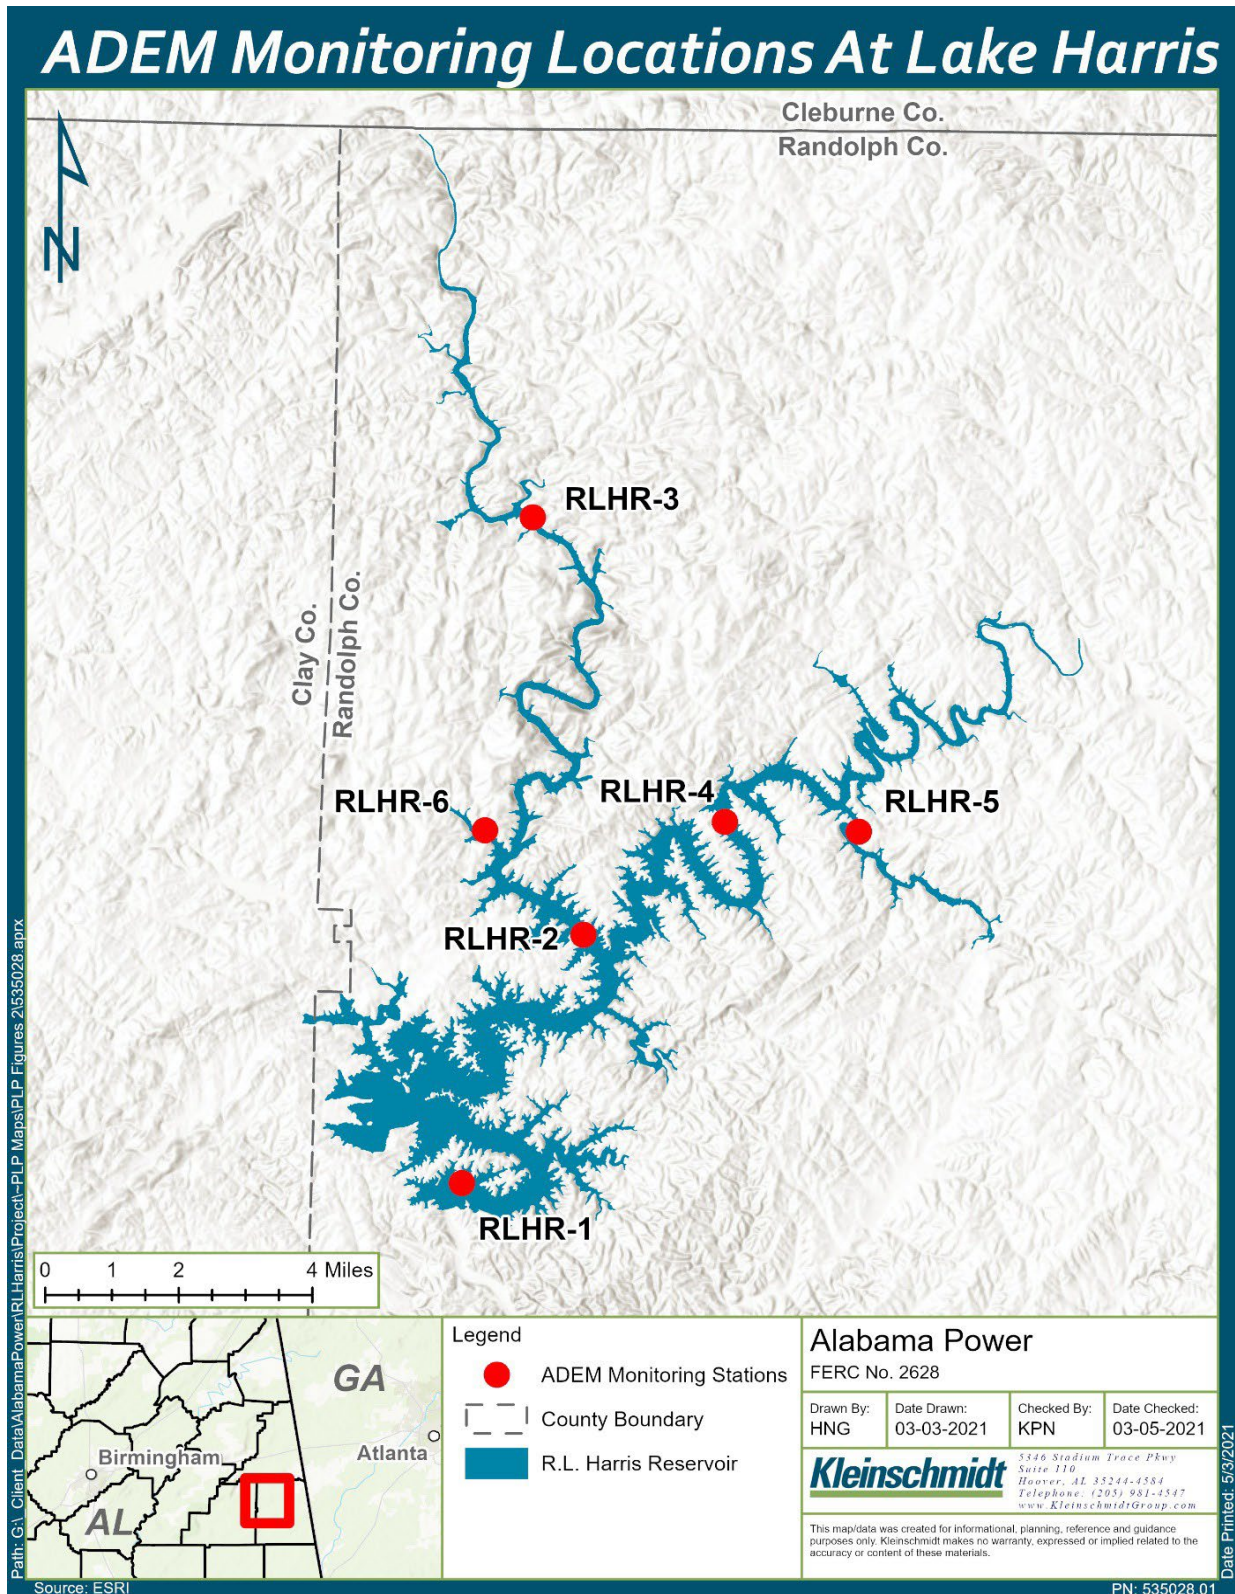 ADEM Monitoring Locations At Lake Harris
Cleburne Co.
Randolph Co.
N
RLHR-3
Clay Co.
Randolph Co.
RLHR-6
RLHR-4
RLHR-5
RLHR-2
RLHR-1
0 1 2 4 Miles
GA
Atlanta
Birmingham
AL
Legend
ADEM Monitoring Stations
County Boundary
R.L. Harris Reservoir
Alabama Power
FERC No. 2628
Drawn By: HNG
Date Drawn: 03-03-2021
Checked By: KPN
Date Checked: 03-05-2021
Kleinschmidt
5346 Stadium Trace Pkwy
Suite 110
Hoover, AL 35244-4584
Telephone: (205) 981-4547
www.KleinschmidtGroup.com
This map/data was created for informational, planning, reference and guidance
purposes only. Kleinschmidt makes no warranty, expressed or implied related to the
accuracy or content of these materials.
Path: G:\_Client_Data\AlabamaPower\RLHarris\Project\~PLP Maps\PLP Figures 2\535028.aprx
Date Printed: 5/3/2021
Source: ESRI
PN: 535028.01